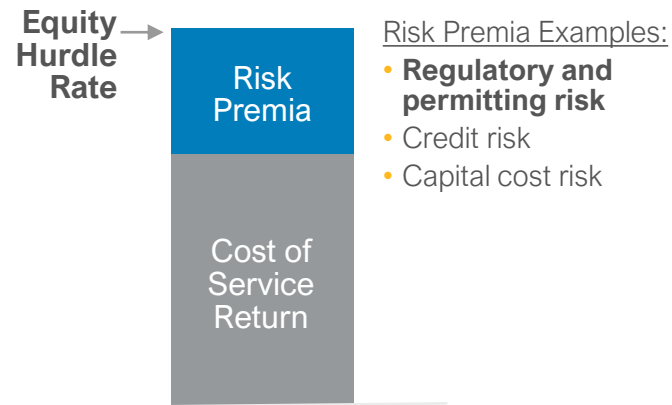 Equity
Hurdle
Rate
Risk
Premia
Cost of
Service
Return
Risk Premia Examples:
• Regulatory and
permitting risk
• Credit risk
• Capital cost risk